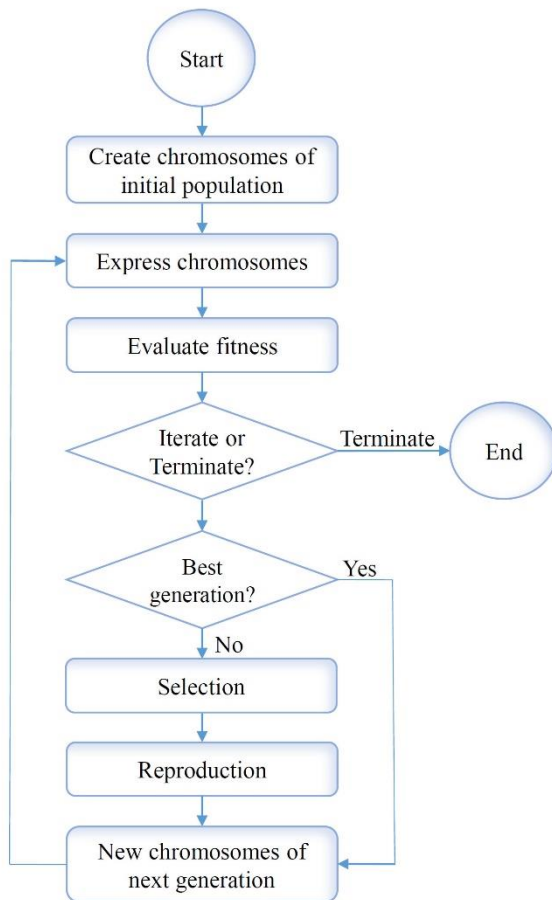 Start
Create chromosomes of
initial population
Express chromosomes
Evaluate fitness
Iterate or
Terminate?
Terminate
End
Best
generation?
Yes
No
Selection
Reproduction
New chromosomes of
next generation